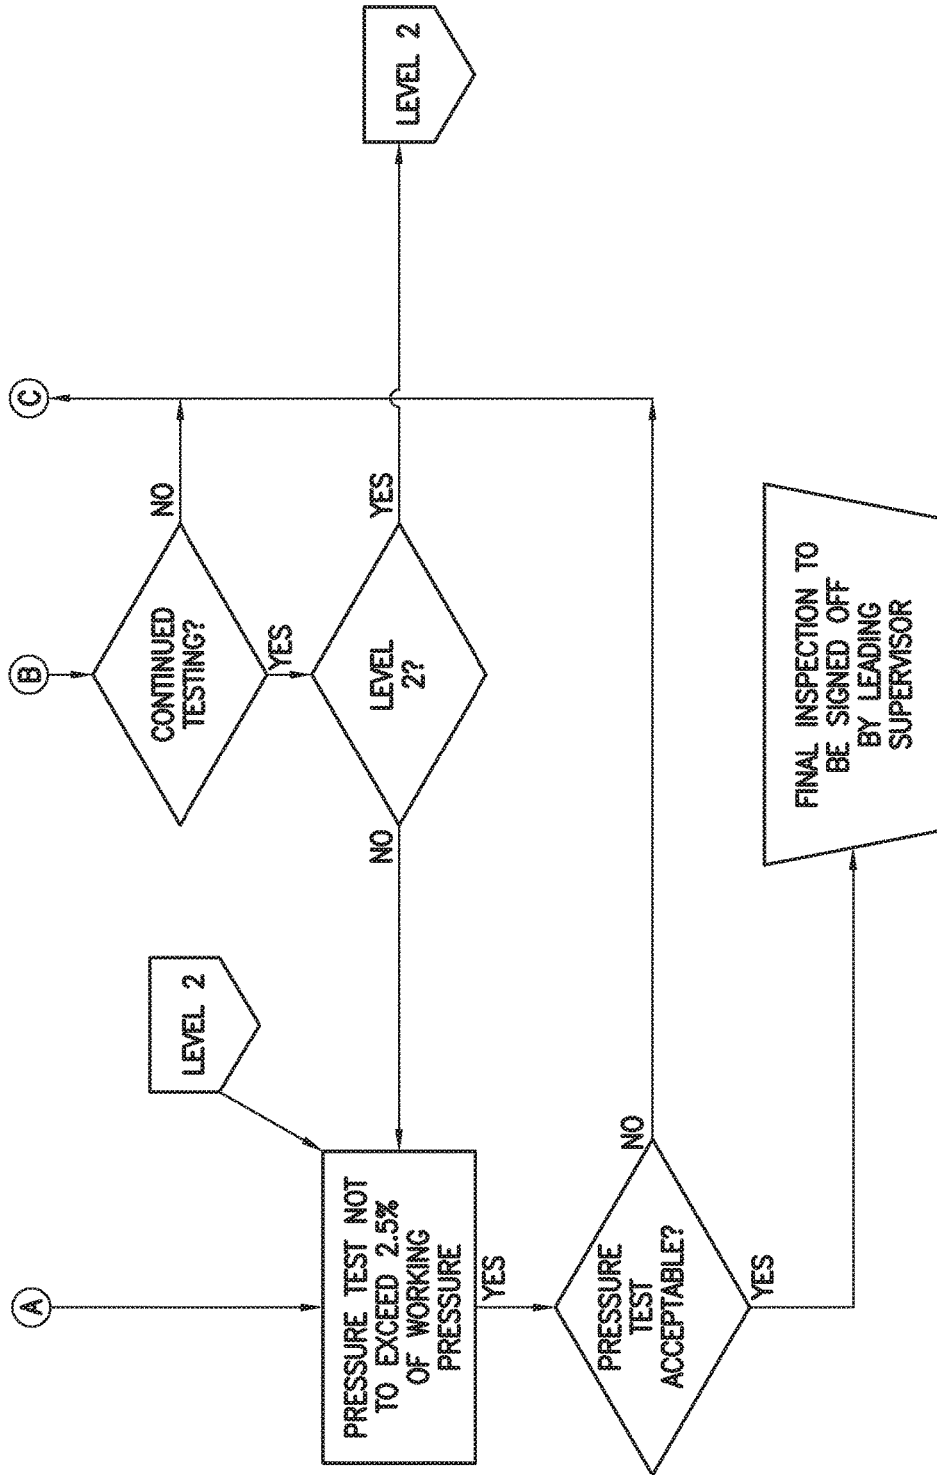 A
B
C
PRESSURE TEST NOT
TO EXCEED 2.5%
OF WORKING
PRESSURE
YES
LEVEL 2
CONTINUED
TESTING?
NO
YES
LEVEL
2?
NO
YES
LEVEL 2
PRESSURE
TEST
ACCEPTABLE?
NO
YES
FINAL INSPECTION TO
BE SIGNED OFF
BY LEADING
SUPERVISOR